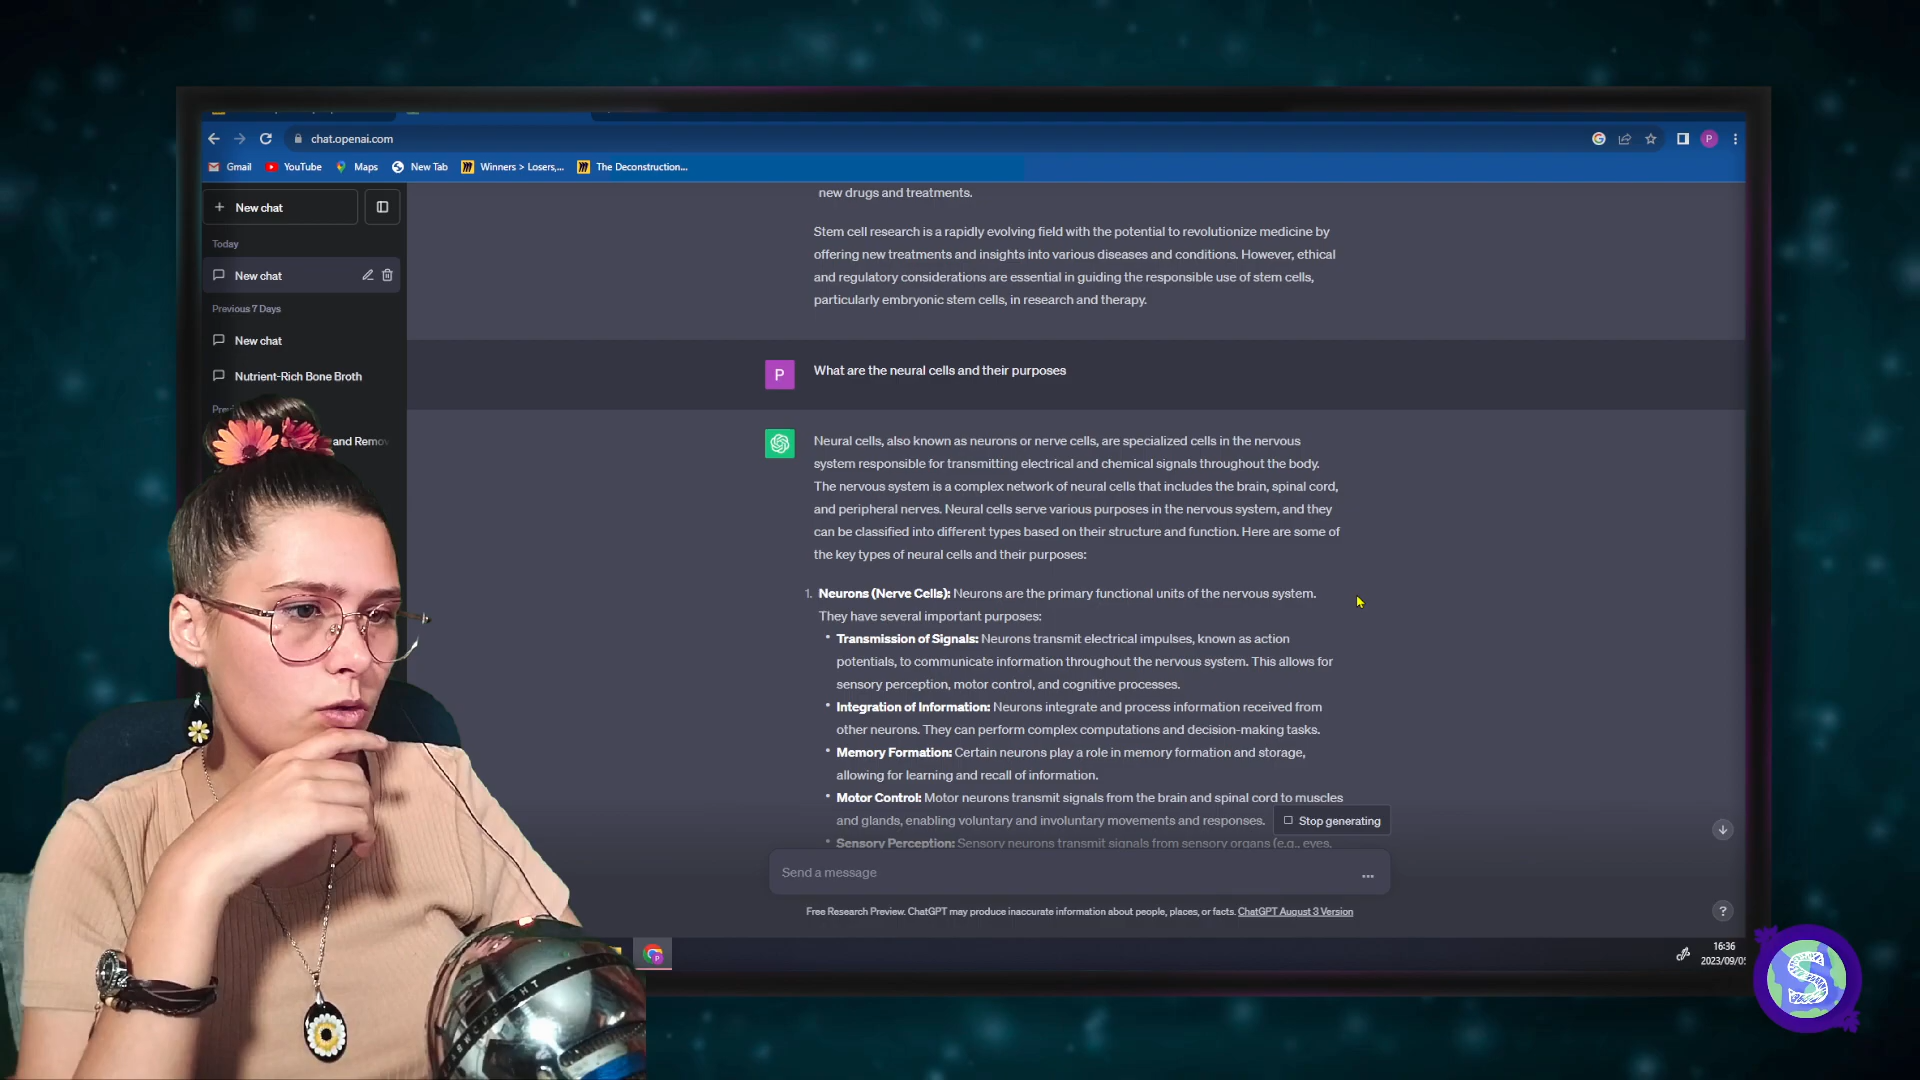 chat.openai.com
Gmail YouTube Maps New Tab Winners > Losers,... The Deconstruction...
New chat
Today
New chat
Previous 7 Days
New chat
Nutrient-Rich Bone Broth
and Remov
new drugs and treatments.
Stem cell research is a rapidly evolving field with the potential to revolutionize medicine by
offering new treatments and insights into various diseases and conditions. However, ethical
and regulatory considerations are essential in guiding the responsible use of stem cells,
particularly embryonic stem cells, in research and therapy.
P
What are the neural cells and their purposes
Neural cells, also known as neurons or nerve cells, are specialized cells in the nervous
system responsible for transmitting electrical and chemical signals throughout the body.
The nervous system is a complex network of neural cells that includes the brain, spinal cord,
and peripheral nerves. Neural cells serve various purposes in the nervous system, and they
can be classified into different types based on their structure and function. Here are some of
the key types of neural cells and their purposes:
1. Neurons (Nerve Cells): Neurons are the primary functional units of the nervous system.
They have several important purposes:
• Transmission of Signals: Neurons transmit electrical impulses, known as action
potentials, to communicate information throughout the nervous system. This allows for
sensory perception, motor control, and cognitive processes.
• Integration of Information: Neurons integrate and process information received from
other neurons. They can perform complex computations and decision-making tasks.
• Memory Formation: Certain neurons play a role in memory formation and storage,
allowing for learning and recall of information.
• Motor Control: Motor neurons transmit signals from the brain and spinal cord to muscles
and glands, enabling voluntary and involuntary movements and responses.
Stop generating
• Sensory Perception: Sensory neurons transmit signals from sensory organs (e.g., eyes,
Send a message
Free Research Preview. ChatGPT may produce inaccurate information about people, places, or facts. ChatGPT August 3 Version
?
16:36
2023/09/05
S